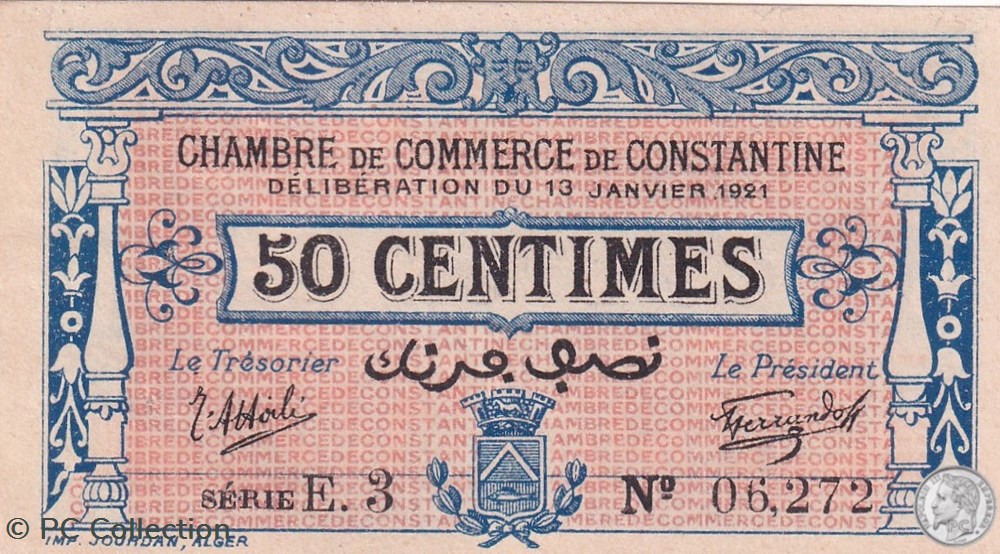 CHAMBRE DE COMMERCE DE CONSTANTINE
DÉLIBÉRATION DU 13 JANVIER 1921
50 CENTIMES
Le Trésorier
نصف فرنك
Le Président
SÉRIE E. 3
Nº 06,272
© PC Collection
IMP. JOURDAN, ALGER